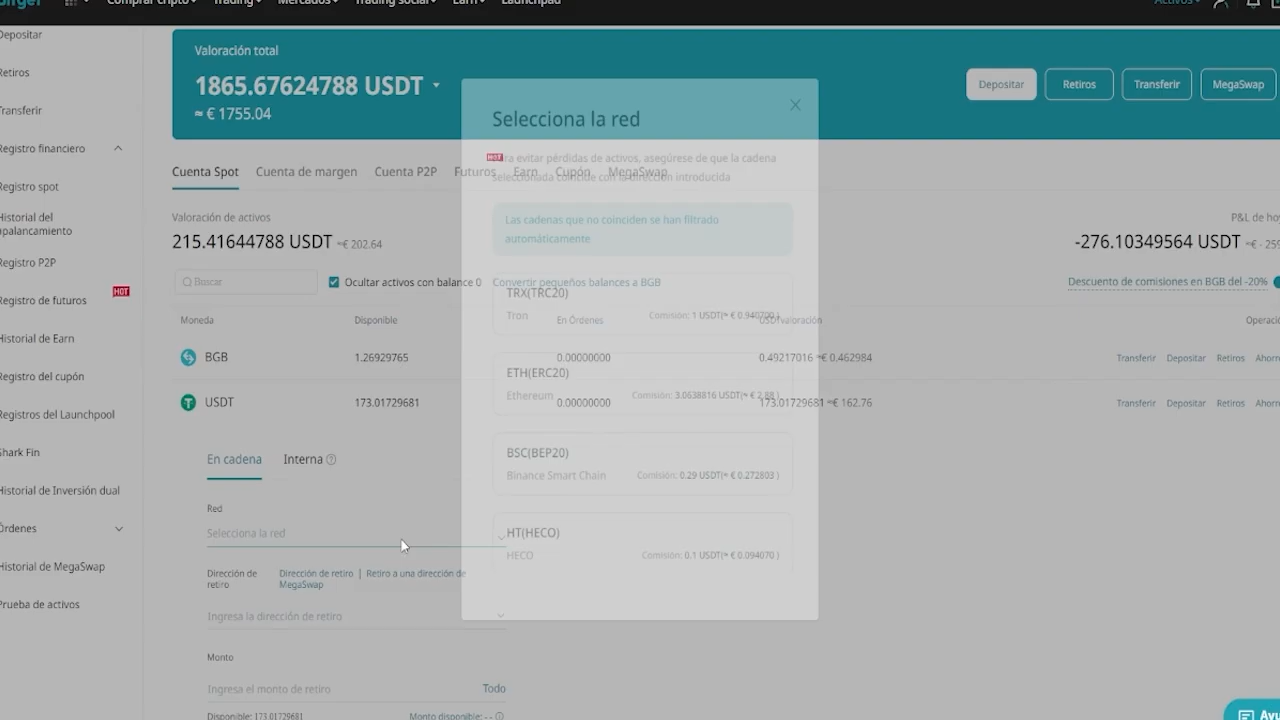 Comprar cripto
Trading
Mercados
Trading social
Earn
Launchpad
Activos
Depositar
Retiros
Transferir
Registro financiero
Registro spot
Historial del
apalancamiento
Registro P2P
Registro de futuros
HOT
Historial de Earn
Registro del cupón
Registros del Launchpool
Shark Fin
Historial de Inversión dual
Órdenes
Historial de MegaSwap
Prueba de activos
Valoración total
1865.67624788 USDT
≈ € 1755.04
Depositar
Retiros
Transferir
MegaSwap
Cuenta Spot
Cuenta de margen
Cuenta P2P
Futuros
HOT
Earn
Cupón
MegaSwap
Valoración de activos
215.41644788 USDT ≈€ 202.64
P&L de hoy
-276.10349564 USDT ≈€ - 259
Buscar
Ocultar activos con balance 0
Convertir pequeños balances a BGB
Descuento de comisiones en BGB del -20%
Moneda
Disponible
En Órdenes
USDT valoración
BGB
1.26929765
0.00000000
0.49217016 ≈€ 0.462984
Transferir
Depositar
Retiros
USDT
173.01729681
0.00000000
173.01729681 ≈€ 162.76
Transferir
Depositar
Retiros
En cadena
Interna
Red
Selecciona la red
Dirección de
retiro
Dirección de retiro | Retiro a una dirección de
MegaSwap
Ingresa la dirección de retiro
Monto
Ingresa el monto de retiro
Todo
Disponible: 173.01729681
Monto disponible: - -
Selecciona la red
evitar pérdidas de activos, asegúrese de que la cadena
seleccionada coincide con la dirección introducida
Las cadenas que no coinciden se han filtrado
automáticamente
TRX(TRC20)
Tron
Comisión: 1 USDT(≈ € 0.940700 )
ETH(ERC20)
Ethereum
Comisión: 3.0638816 USDT(≈ € 2.88 )
BSC(BEP20)
Binance Smart Chain
Comisión: 0.29 USDT(≈ € 0.272803 )
HT(HECO)
HECO
Comisión: 0.1 USDT(≈ € 0.094070 )